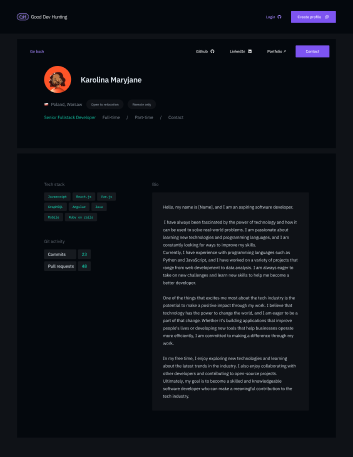 GH Good Dev Hunting
Login
Create profile
Go back
Github
LinkedIn
Portfolio
Contact
Karolina Maryjane
Poland, Warsaw
Open to relocation
Remote only
Senior Fullstack Developer
Full-time / Part-time / Contract
Tech stack
Javascript
React.js
Vue.js
GraphQL
Angular
Java
Mobile
Ruby on rails
Git activity
Commits 23
Pull requests 48
Bio
Hello, my name is [Name], and I am an aspiring software developer.
I have always been fascinated by the power of technology and how it
can be used to solve real-world problems. I am passionate about
learning new technologies and programming languages, and I am
constantly looking for ways to improve my skills.
Currently, I have experience with programming languages such as
Python and JavaScript, and I have worked on a variety of projects that
range from web development to data analysis. I am always eager to
take on new challenges and learn new skills to help me become a
better developer.
One of the things that excites me most about the tech industry is the
potential to make a positive impact through my work. I believe that
technology has the power to change the world, and I am eager to be a
part of that change. Whether it's building applications that improve
people's lives or developing new tools that help businesses operate
more efficiently, I am committed to making a difference through my
work.
In my free time, I enjoy exploring new technologies and learning
about the latest trends in the industry. I also enjoy collaborating with
other developers and contributing to open-source projects.
Ultimately, my goal is to become a skilled and knowledgeable
software developer who can make a meaningful contribution to the
tech industry.